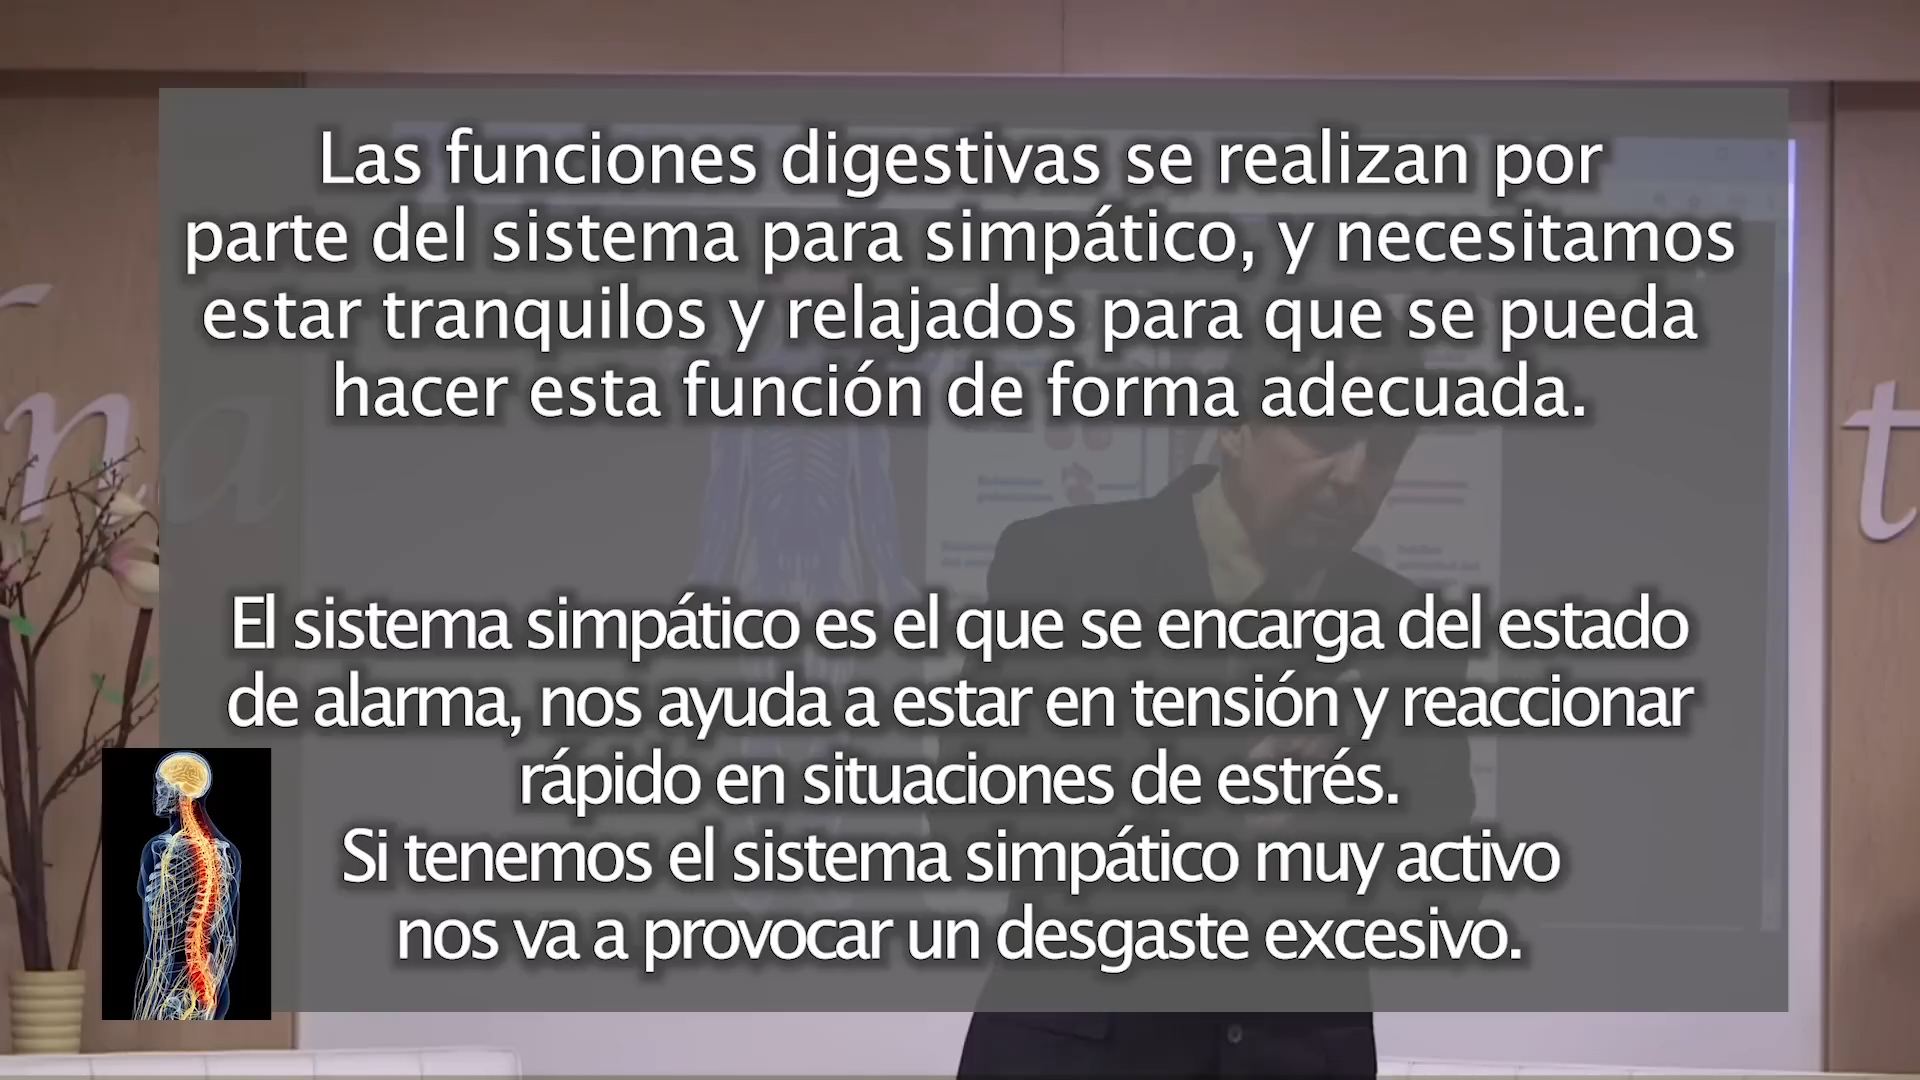 Las funciones digestivas se realizan por
parte del sistema para simpático, y necesitamos
estar tranquilos y relajados para que se pueda
hacer esta función de forma adecuada.
El sistema simpático es el que se encarga del estado
de alarma, nos ayuda a estar en tensión y reaccionar
rápido en situaciones de estrés.
Si tenemos el sistema simpático muy activo
nos va a provocar un desgaste excesivo.